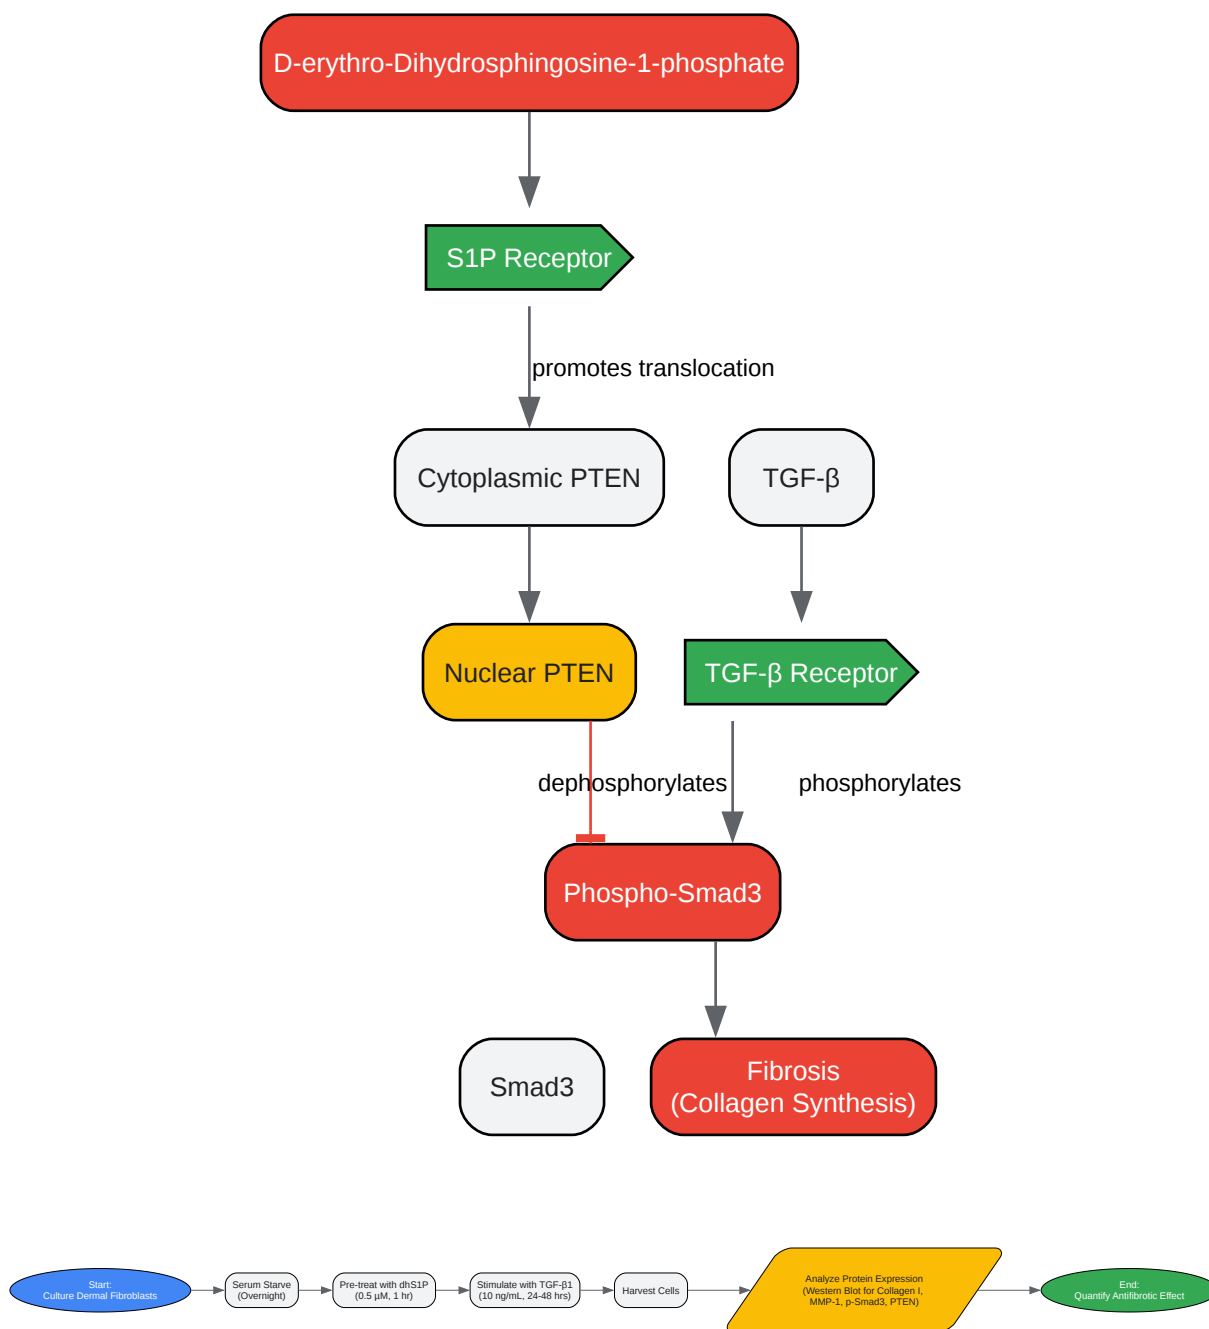 D-erythro-Dihydrosphingosine-1-phosphate
S1P Receptor
promotes translocation
Cytoplasmic PTEN
TGF-β
Nuclear PTEN
TGF-β Receptor
dephosphorylates
phosphorylates
Phospho-Smad3
Smad3
Fibrosis
(Collagen Synthesis)
Start:
Culture Dermal Fibroblasts
Serum Starve
(Overnight)
Pre-treat with dhS1P
(0.5 µM, 1 hr)
Stimulate with TGF-β1
(10 ng/mL, 24-48 hrs)
Harvest Cells
Analyze Protein Expression
(Western Blot for Collagen I,
MMP-1, p-Smad3, PTEN)
End:
Quantify Antifibrotic Effect